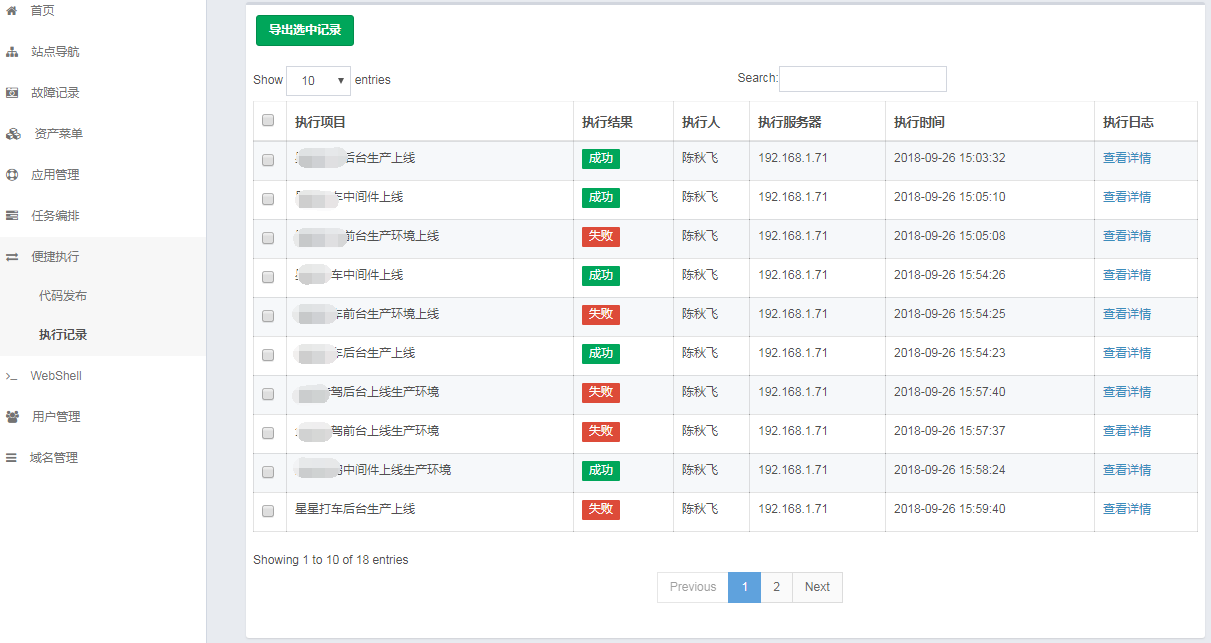 首页
站点导航
故障记录
资产菜单
应用管理
任务编排
便捷执行
代码发布
执行记录
WebShell
用户管理
域名管理
导出选中记录
Show 10 entries
Search:
执行项目 执行结果 执行人 执行服务器 执行时间 执行日志
后台生产上线 成功 陈秋飞 192.168.1.71 2018-09-26 15:03:32 查看详情
车中间件上线 成功 陈秋飞 192.168.1.71 2018-09-26 15:05:10 查看详情
前台生产环境上线 失败 陈秋飞 192.168.1.71 2018-09-26 15:05:08 查看详情
车中间件上线 成功 陈秋飞 192.168.1.71 2018-09-26 15:54:26 查看详情
车前台生产环境上线 失败 陈秋飞 192.168.1.71 2018-09-26 15:54:25 查看详情
车后台生产上线 成功 陈秋飞 192.168.1.71 2018-09-26 15:54:23 查看详情
驾后台上线生产环境 失败 陈秋飞 192.168.1.71 2018-09-26 15:57:40 查看详情
驾前台上线生产环境 失败 陈秋飞 192.168.1.71 2018-09-26 15:57:37 查看详情
中间件上线生产环境 成功 陈秋飞 192.168.1.71 2018-09-26 15:58:24 查看详情
星星打车后台生产上线 失败 陈秋飞 192.168.1.71 2018-09-26 15:59:40 查看详情
Showing 1 to 10 of 18 entries
Previous 1 2 Next